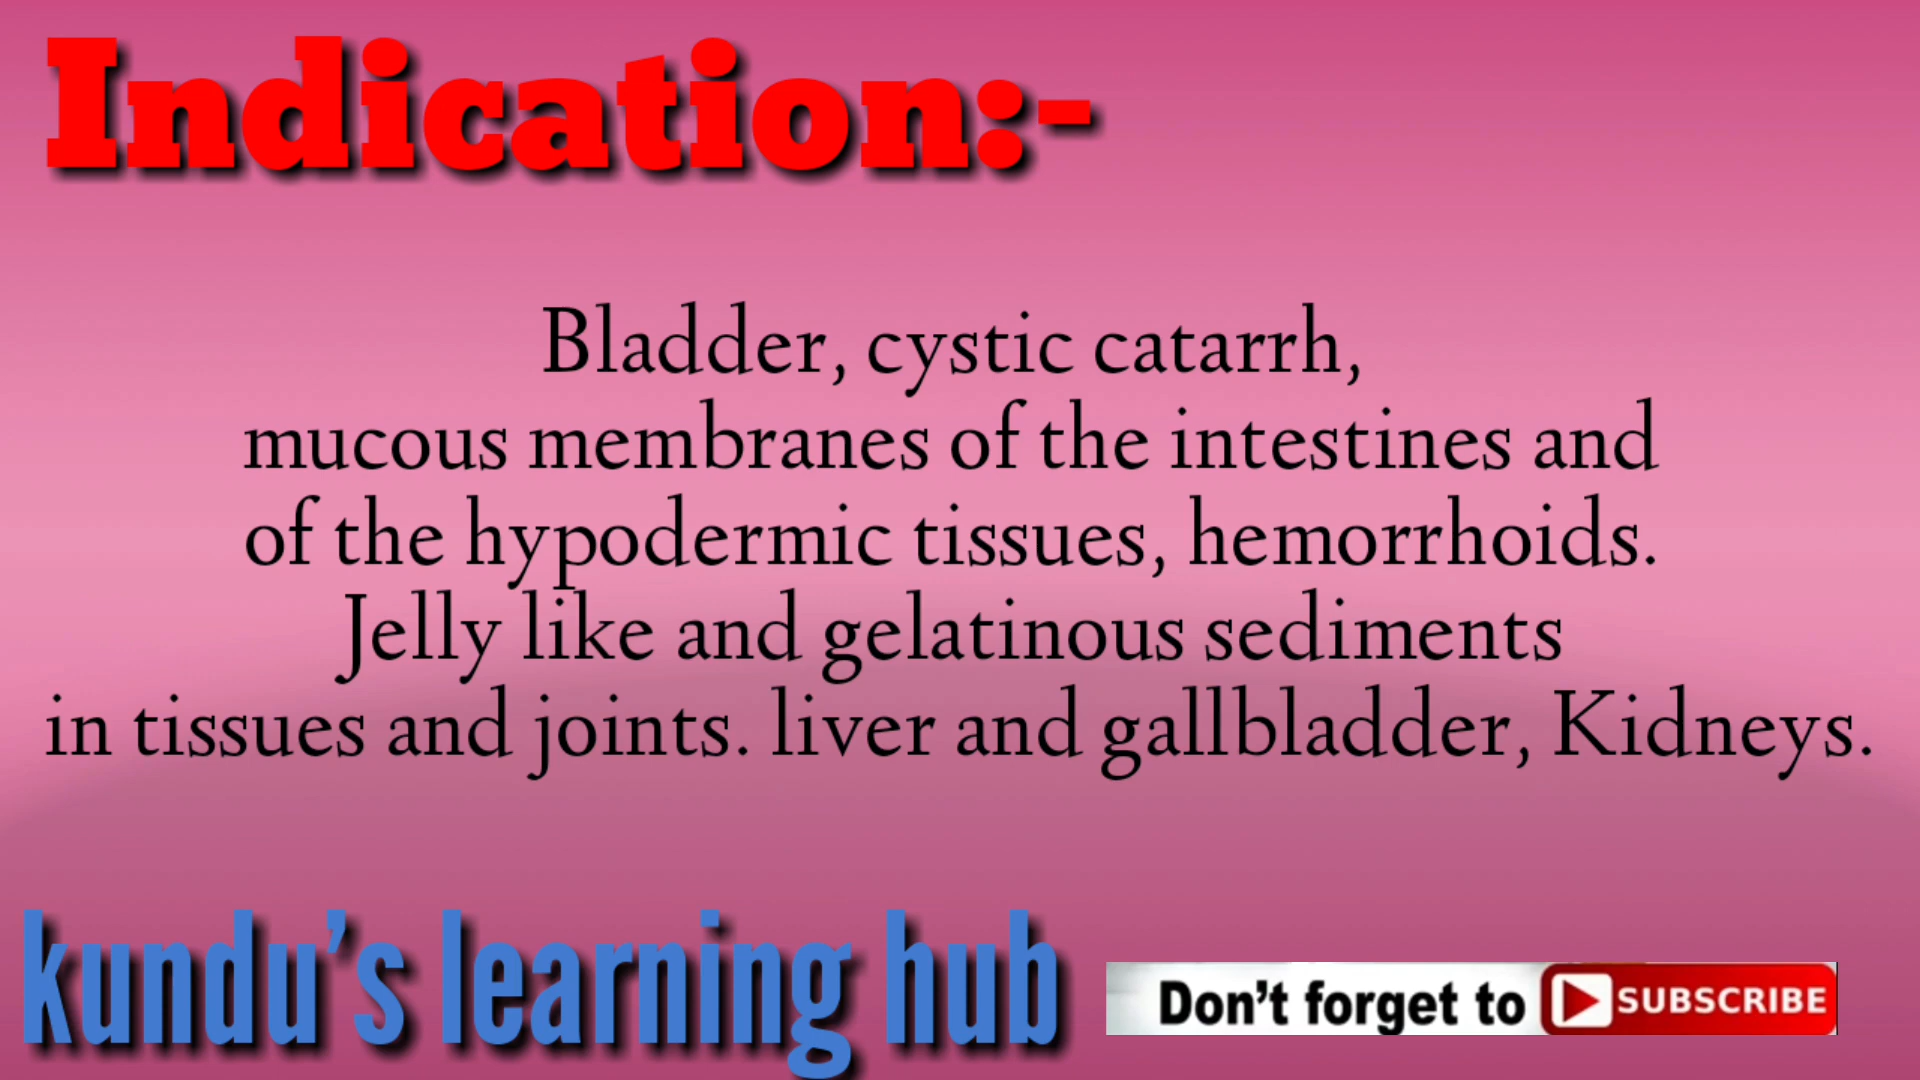 Indication:-
Bladder, cystic catarrh,
mucous membranes of the intestines and
of the hypodermic tissues, hemorrhoids.
Jelly like and gelatinous sediments
in tissues and joints. liver and gallbladder, Kidneys.
kundu's learning hub
Don't forget to SUBSCRIBE